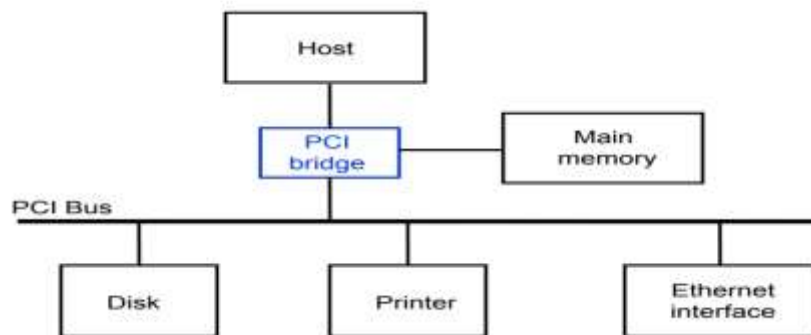 Host
PCI
bridge
Main
memory
PCI Bus
Disk
Printer
Ethernet
interface